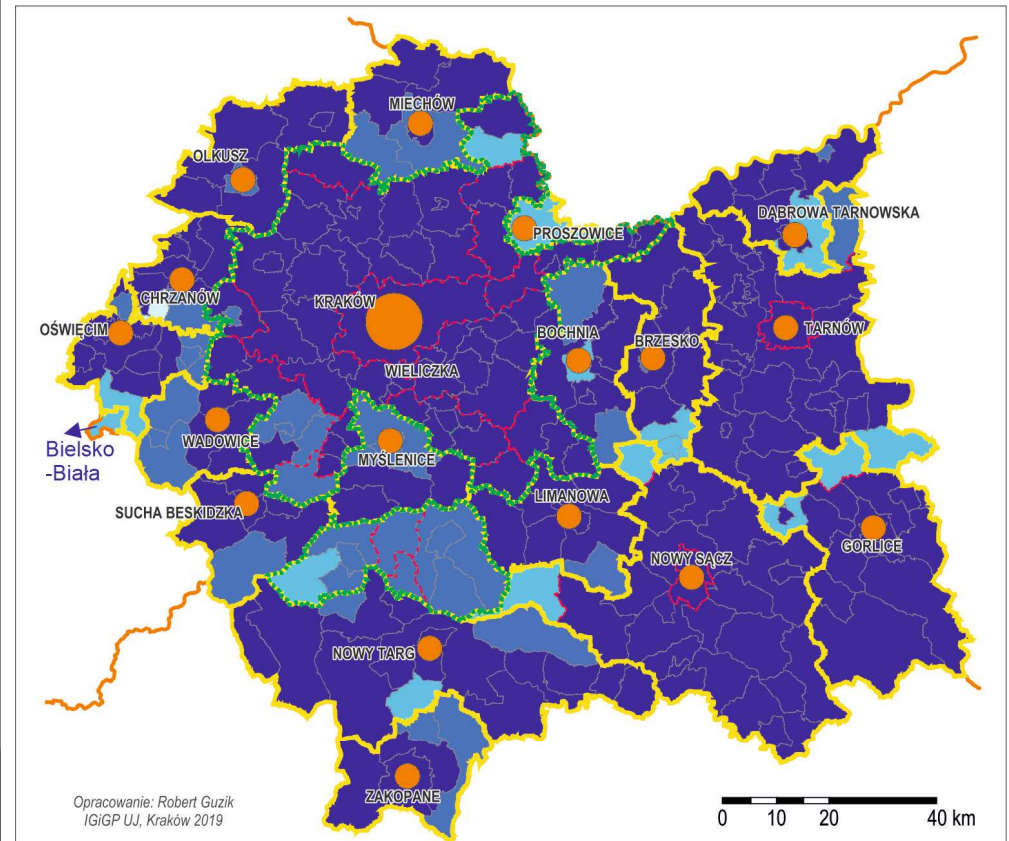 MIECHÓW
OLKUSZ
DĄBROWA TARNOWSKA
PROSZOWICE
CHRZANÓW
KRAKÓW
OŚWIĘCIM
BOCHNIA
BRZESKO
TARNÓW
WIELICZKA
WADOWICE
MYŚLENICE
Bielsko
-Biała
SUCHA BESKIDZKA
LIMANOWA
GORLICE
NOWY SĄCZ
NOWY TARG
ZAKOPANE
Opracowanie: Robert Guzik
IGiGP UJ, Kraków 2019
0 10 20 40 km